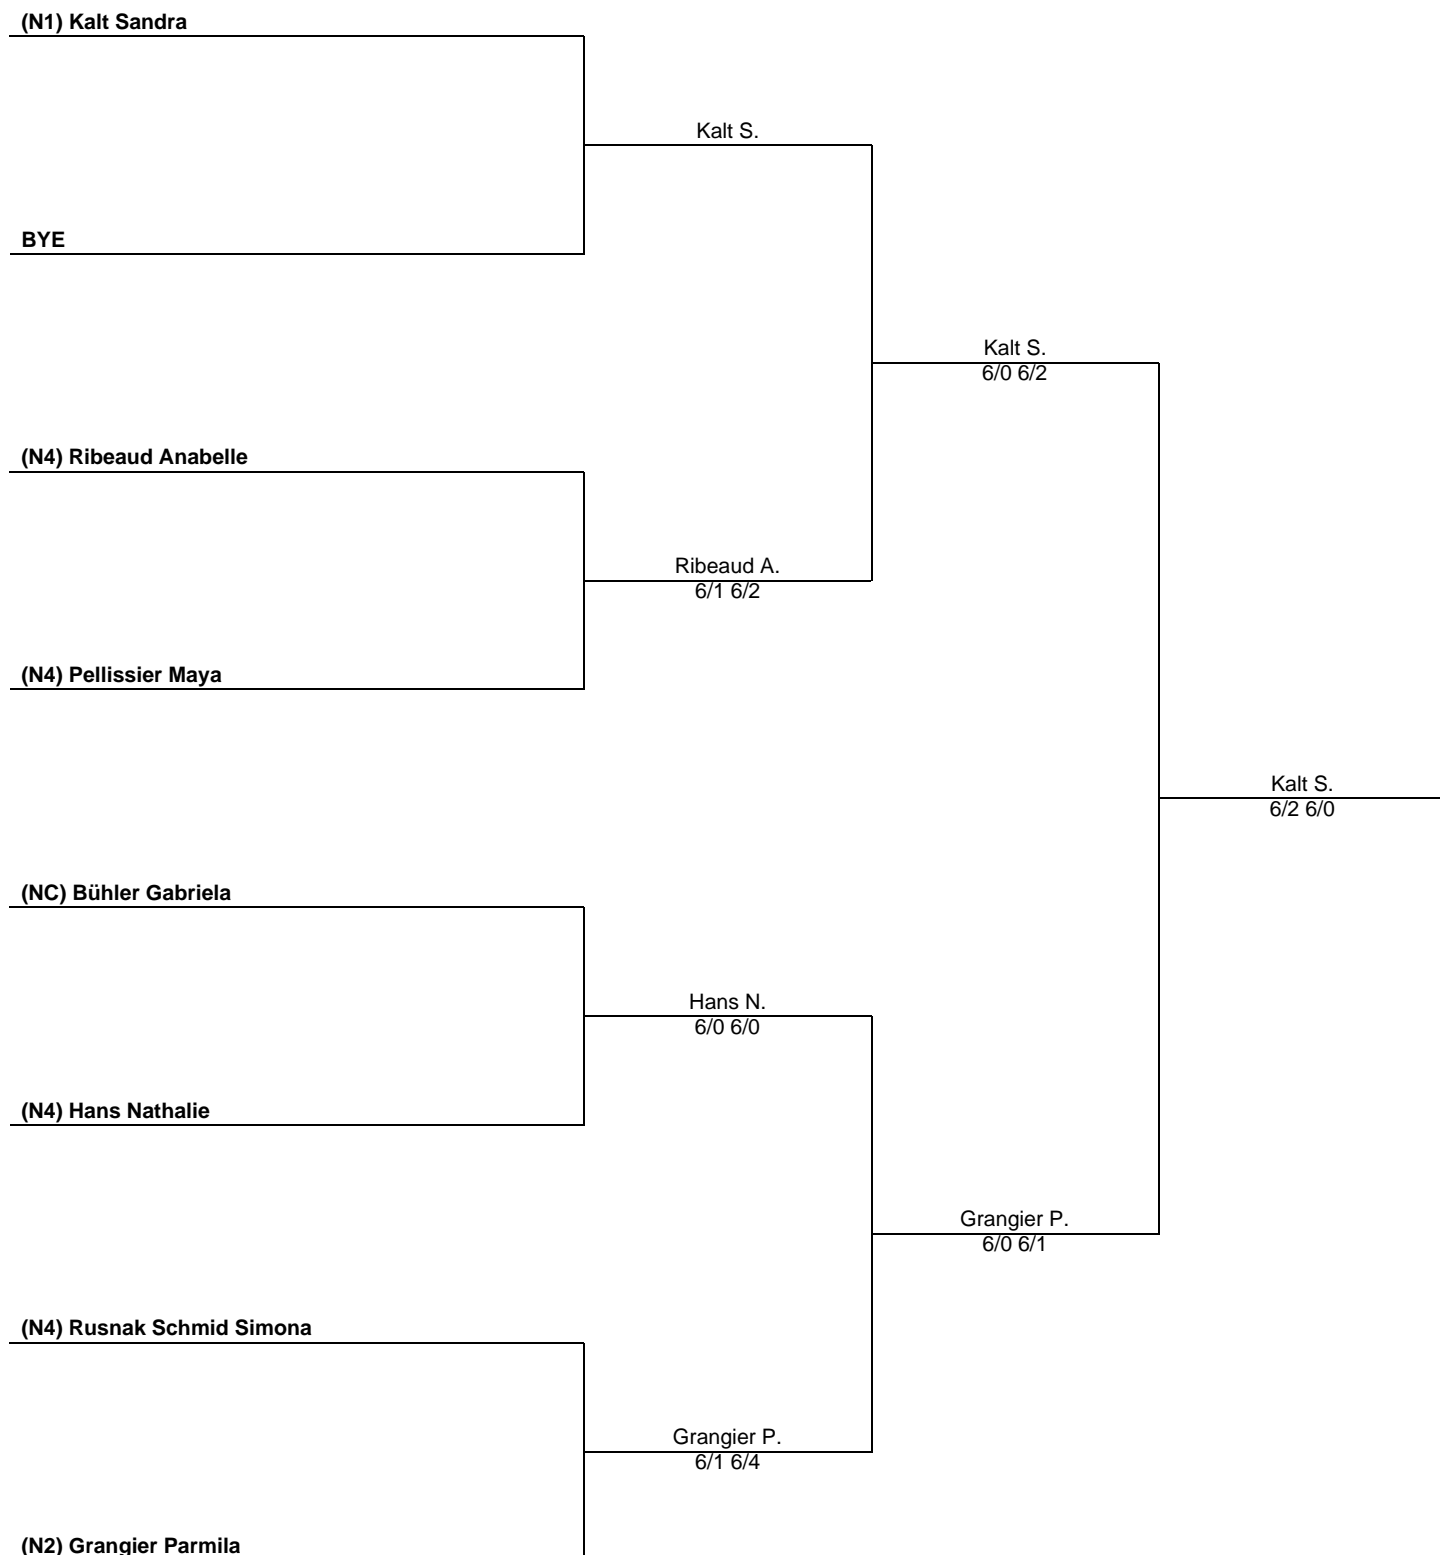 (N1) Kalt Sandra
Kalt S.
BYE
Kalt S.
6/0 6/2
(N4) Ribeaud Anabelle
Ribeaud A.
6/1 6/2
(N4) Pellissier Maya
Kalt S.
6/2 6/0
(NC) Bühler Gabriela
Hans N.
6/0 6/0
(N4) Hans Nathalie
Grangier P.
6/0 6/1
(N4) Rusnak Schmid Simona
Grangier P.
6/1 6/4
(N2) Grangier Parmila